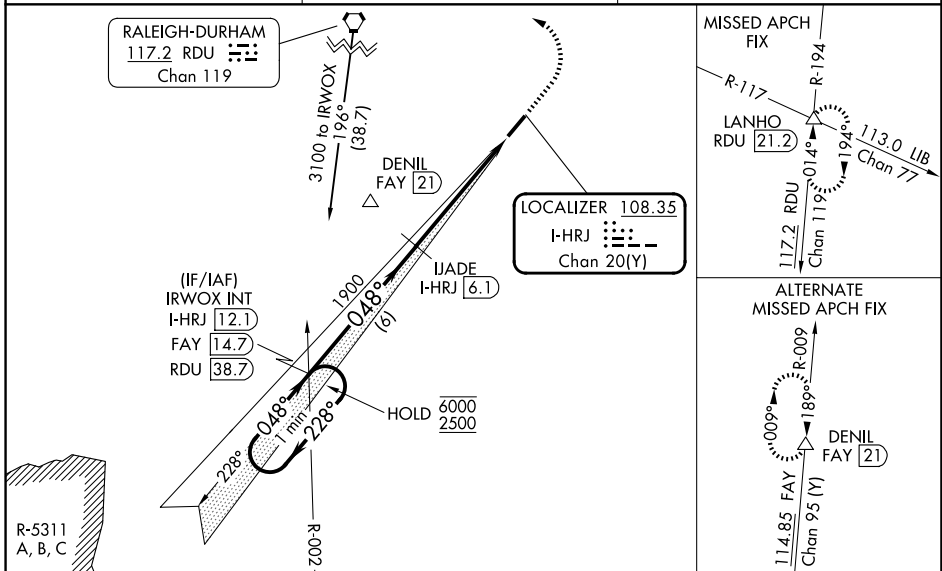 RALEIGH-DURHAM
117.2 RDU
Chan 119
3100 to IRWOX
196°
(38.7)
DENIL
FAY 21
LOCALIZER 108.35
I-HRJ
Chan 20(Y)
IJADE
I-HRJ 6.1
1900
048°
(6)
(IF/IAF)
IRWOX INT
I-HRJ 12.1
FAY 14.7
RDU 38.7
HOLD 6000
2500
048°
1 min
228°
228°
R-002
R-5311
A, B, C
MISSED APCH
FIX
R-194
R-117
LANHO
RDU 21.2
014°
194°
113.0 LIB
Chan 77
117.2 RDU
Chan 119
ALTERNATE
MISSED APCH FIX
R-009
009°
189°
DENIL
FAY 21
114.85 FAY
Chan 95 (Y)